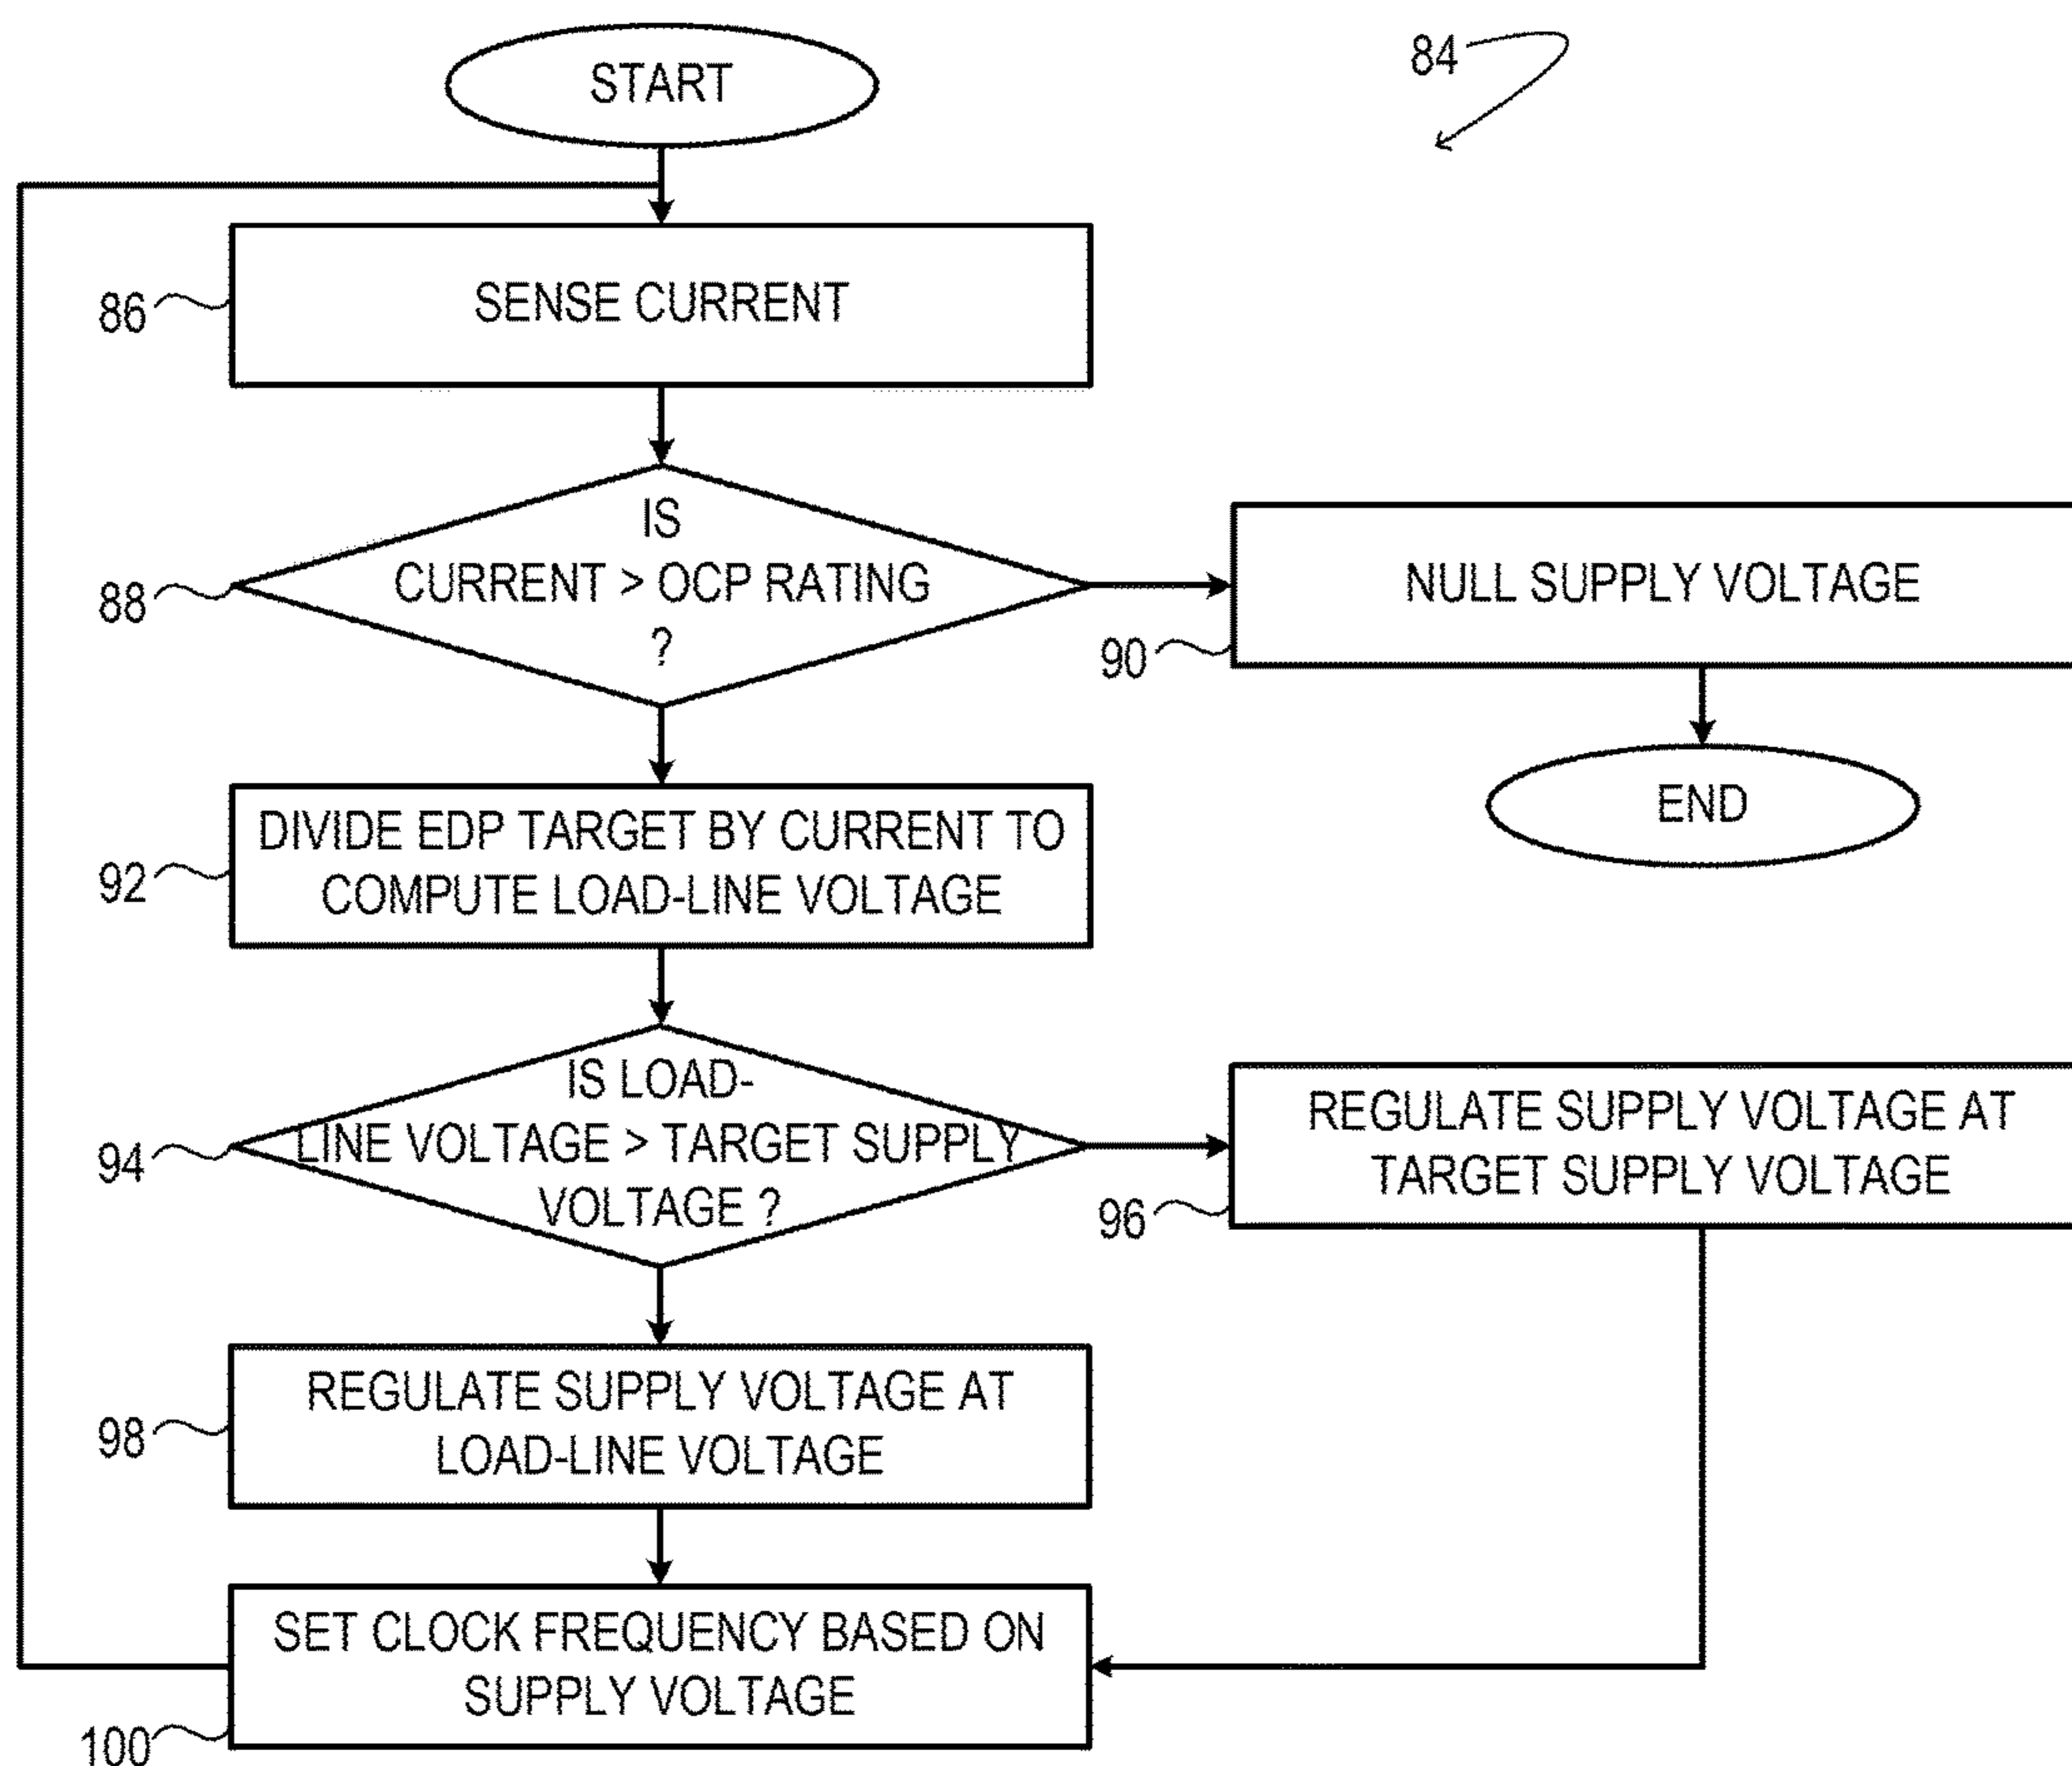 START
84
86
SENSE CURRENT
88
IS
CURRENT > OCP RATING
?
NULL SUPPLY VOLTAGE
90
END
92
DIVIDE EDP TARGET BY CURRENT TO
COMPUTE LOAD-LINE VOLTAGE
94
IS LOAD-
LINE VOLTAGE > TARGET SUPPLY
VOLTAGE ?
REGULATE SUPPLY VOLTAGE AT
TARGET SUPPLY VOLTAGE
96
98
REGULATE SUPPLY VOLTAGE AT
LOAD-LINE VOLTAGE
SET CLOCK FREQUENCY BASED ON
SUPPLY VOLTAGE
100